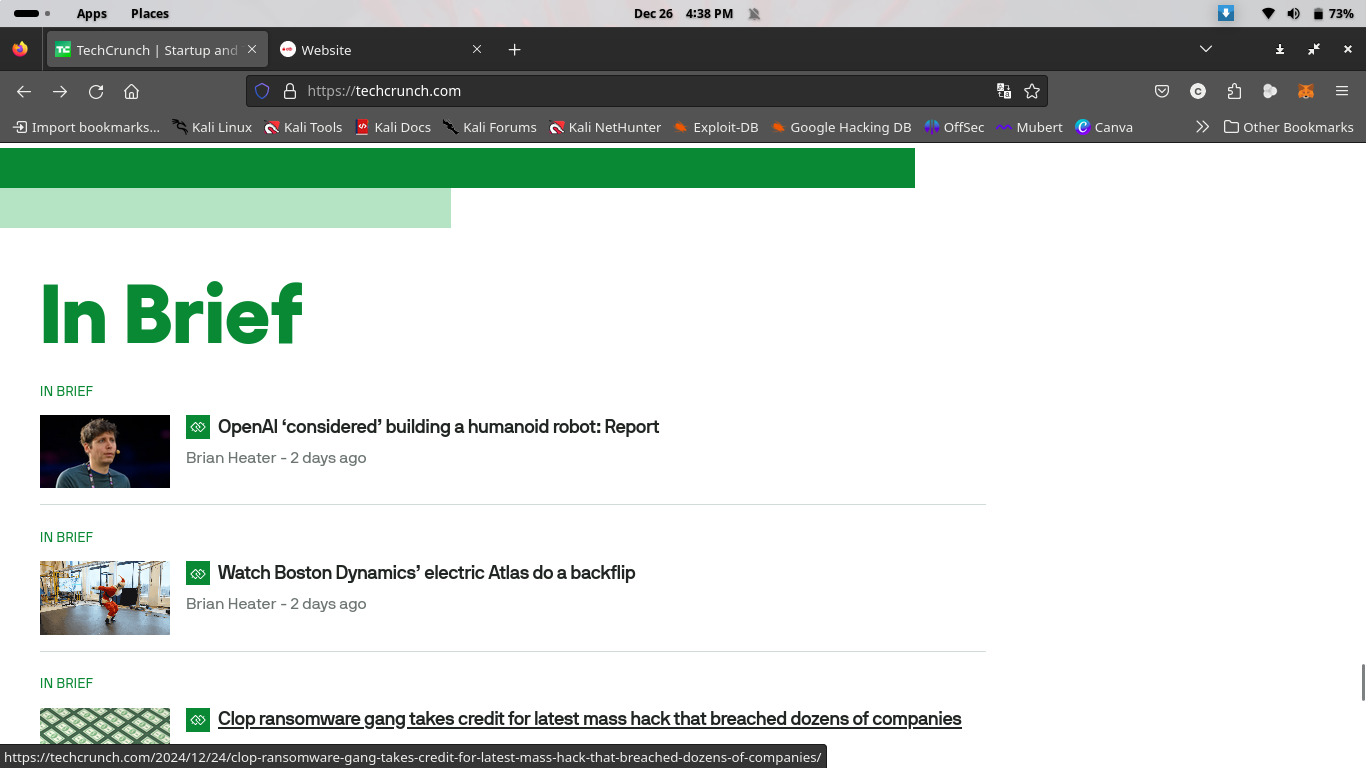 Apps Places Dec 26 4:38 PM 73%
TC TechCrunch | Startup and Website
https://techcrunch.com C
Import bookmarks... Kali Linux Kali Tools Kali Docs Kali Forums Kali NetHunter Exploit-DB Google Hacking DB OffSec Mubert Canva Other Bookmarks
In Brief
IN BRIEF
OpenAI ‘considered’ building a humanoid robot: Report
Brian Heater - 2 days ago
IN BRIEF
Watch Boston Dynamics’ electric Atlas do a backflip
Brian Heater - 2 days ago
IN BRIEF
Clop ransomware gang takes credit for latest mass hack that breached dozens of companies
https://techcrunch.com/2024/12/24/clop-ransomware-gang-takes-credit-for-latest-mass-hack-that-breached-dozens-of-companies/